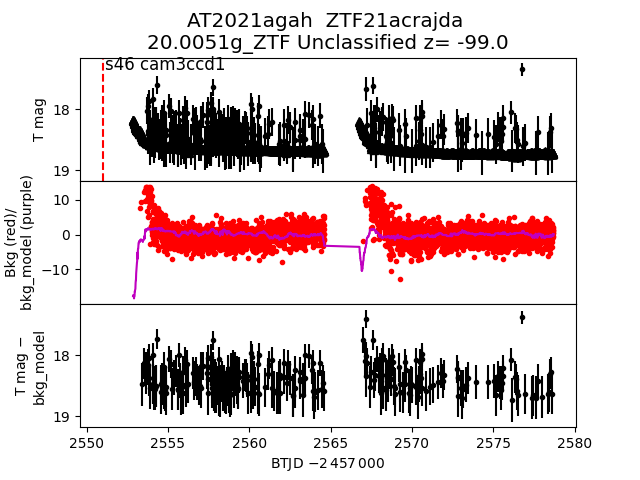 AT2021agah  ZTF21acrajda
20.0051g_ZTF Unclassified z= -99.0
s46 cam3ccd1
T mag
18
19
Bkg (red)/
bkg_model (purple)
10
0
−10
T mag −
bkg_model
18
19
2550 2555 2560 2565 2570 2575 2580
BTJD −2 457 000